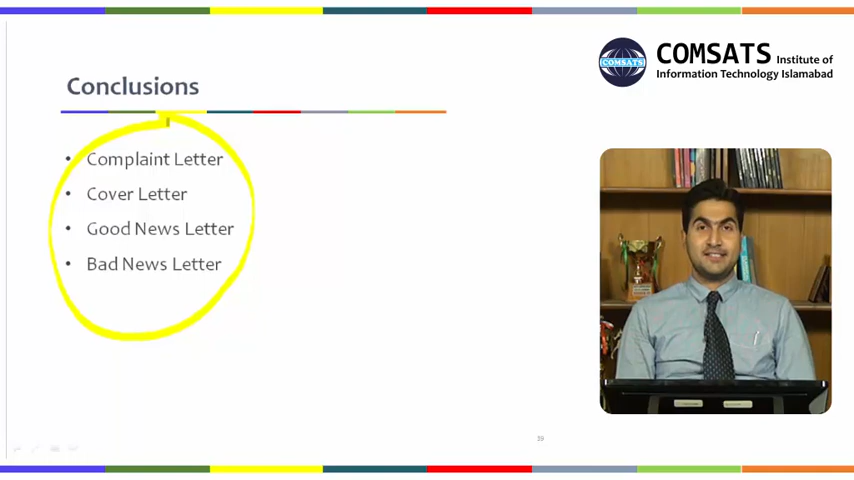 COMSATS
COMSATS Institute of
Information Technology Islamabad
Conclusions
• Complaint Letter
• Cover Letter
• Good News Letter
• Bad News Letter
39